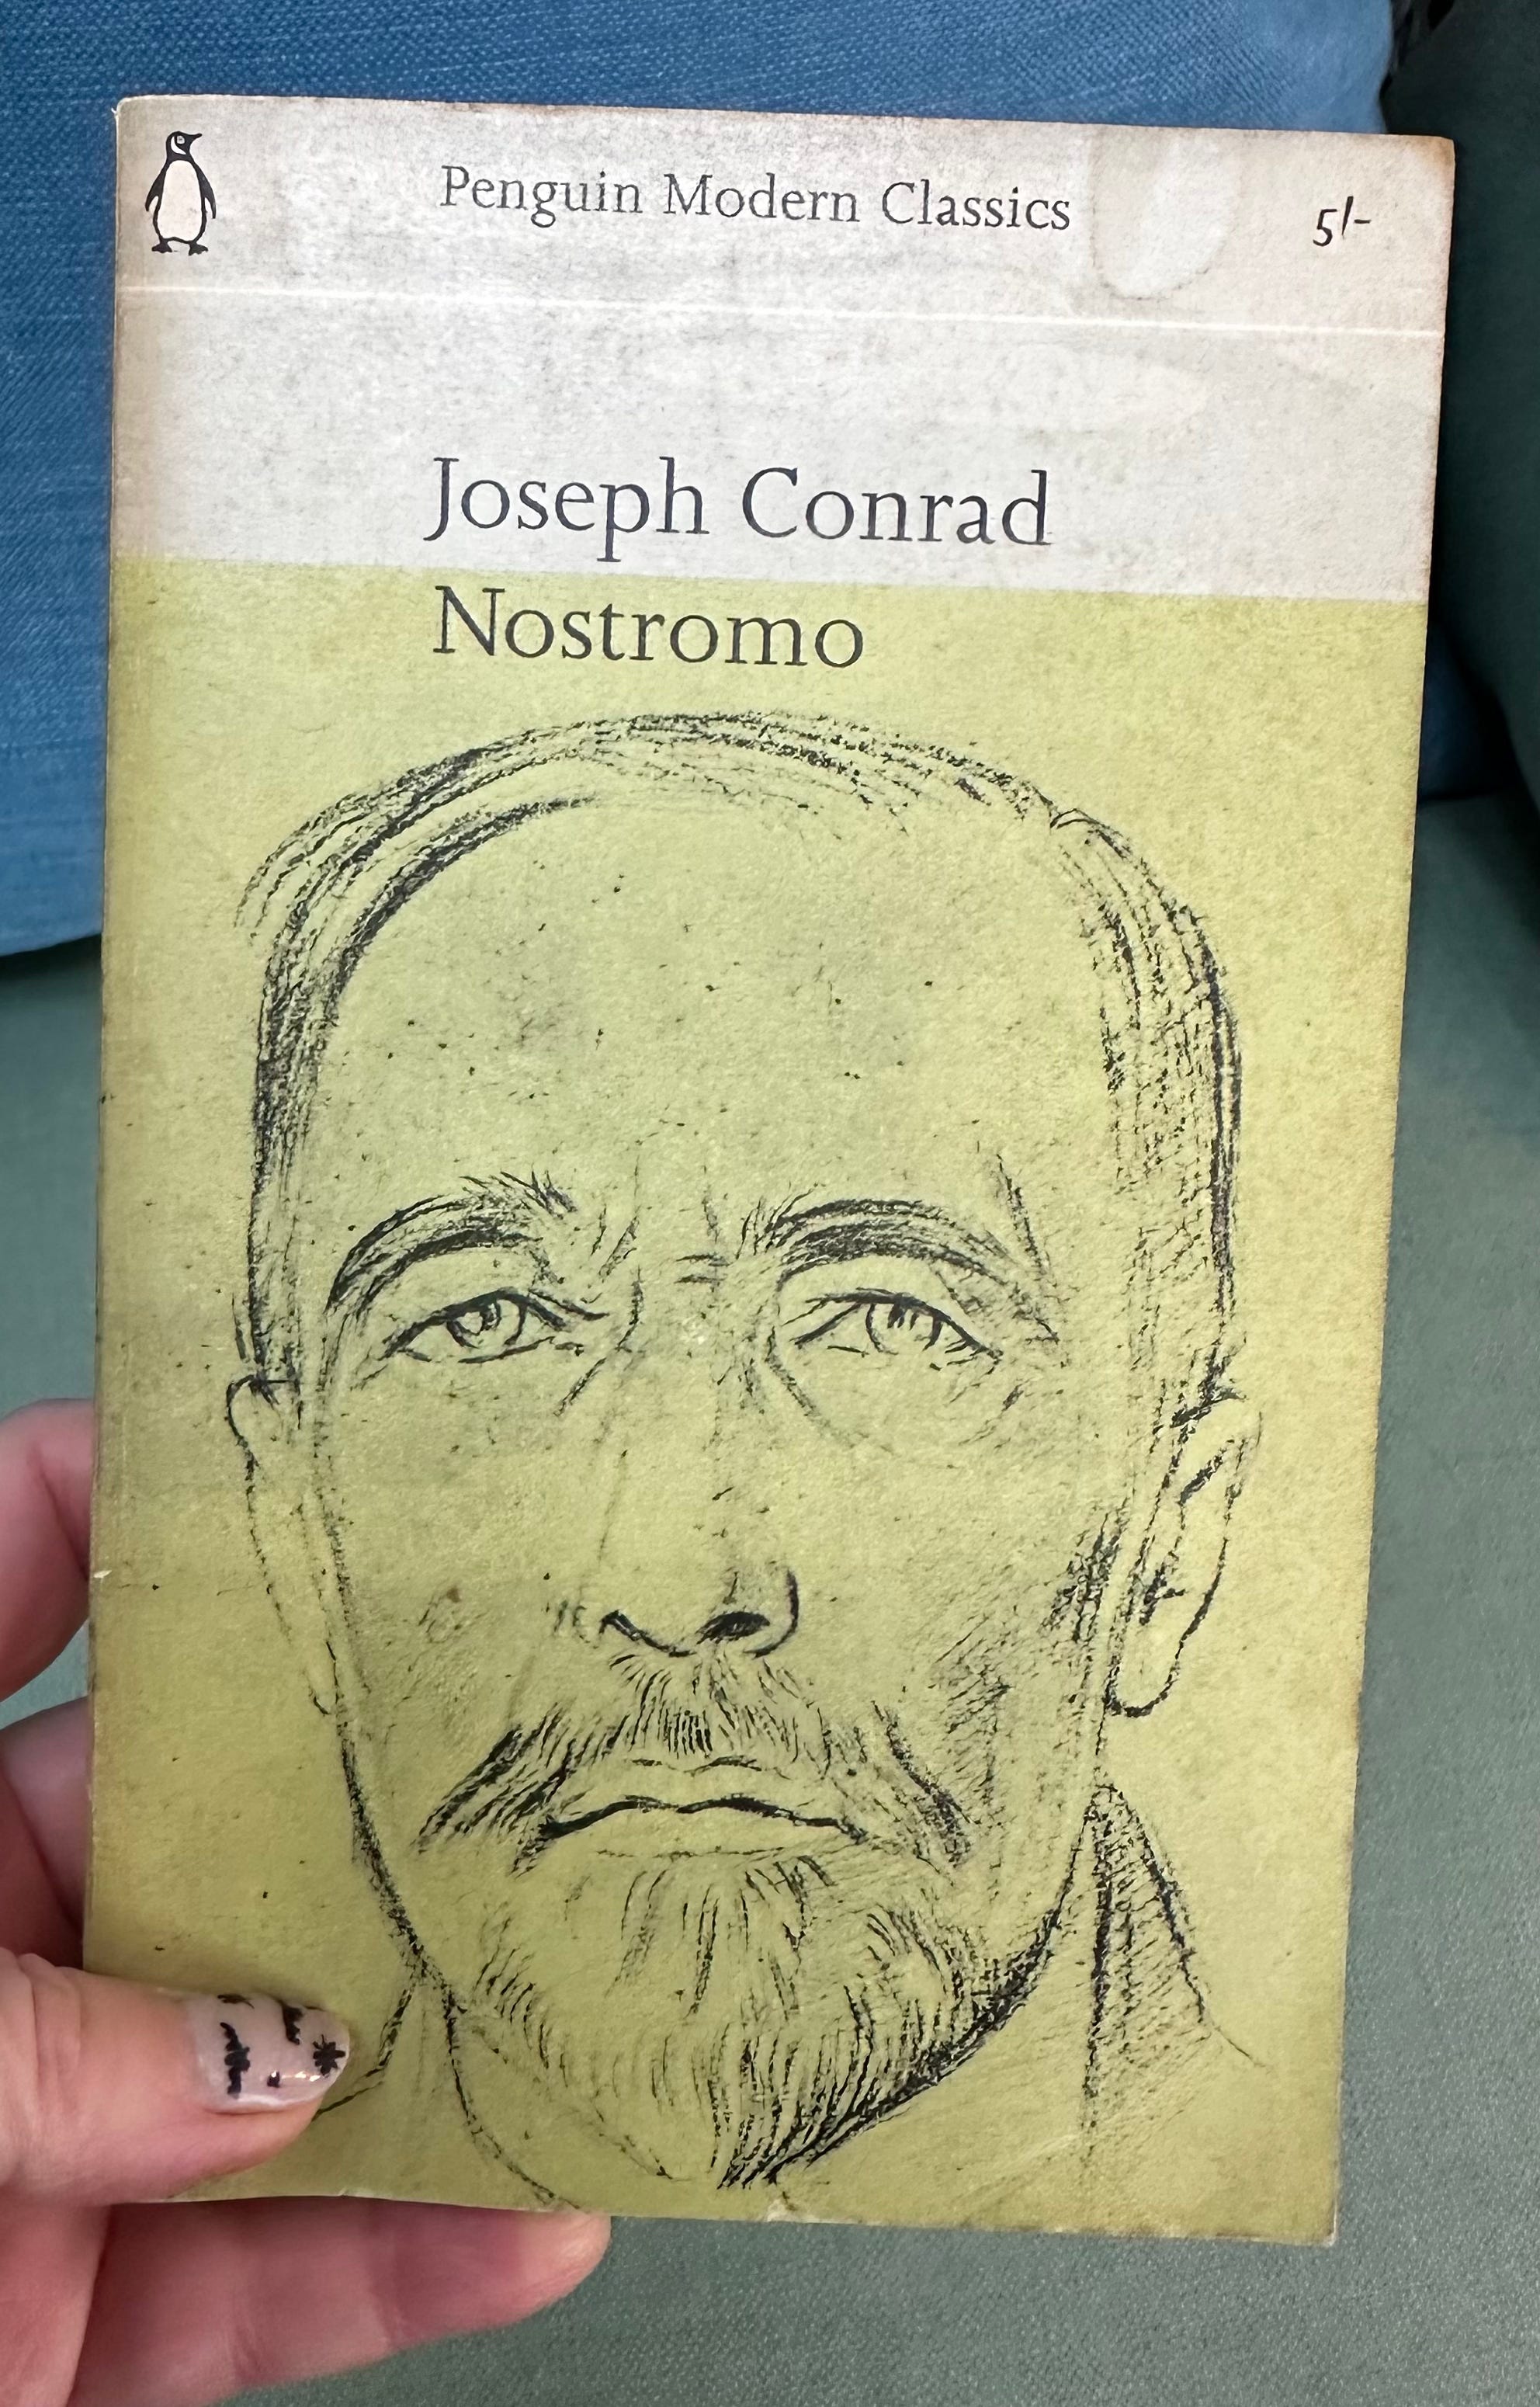 Penguin Modern Classics
5/-
Joseph Conrad
Nostromo